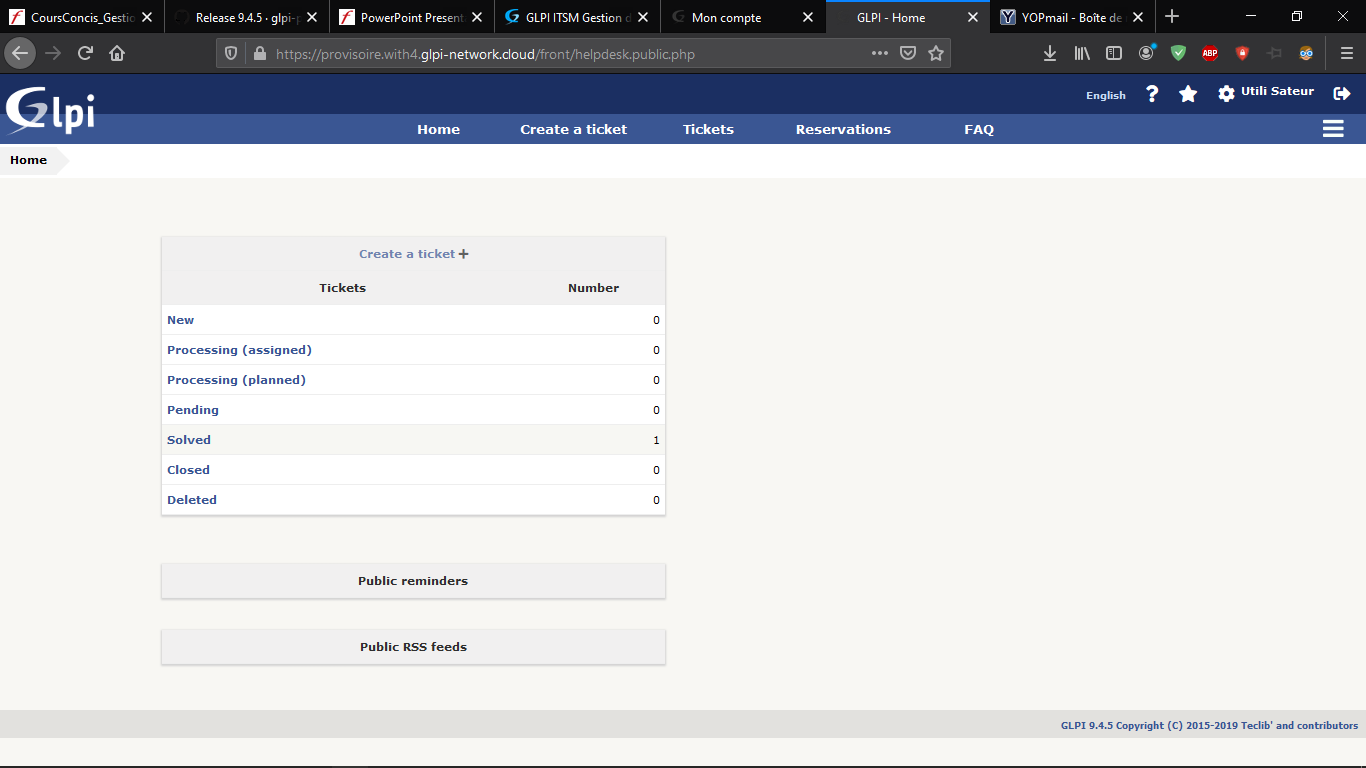 CoursConcis_Gestio
Release 9.4.5 · glpi-p
PowerPoint Present
GLPI ITSM Gestion d
Mon compte
GLPI - Home
YOPmail - Boîte de
https://provisoire.with4.glpi-network.cloud/front/helpdesk.public.php
ABP
Glpi
English
?
Utili Sateur
Home
Create a ticket
Tickets
Reservations
FAQ
Home
Create a ticket +
Tickets Number
New 0
Processing (assigned) 0
Processing (planned) 0
Pending 0
Solved 1
Closed 0
Deleted 0
Public reminders
Public RSS feeds
GLPI 9.4.5 Copyright (C) 2015-2019 Teclib' and contributors